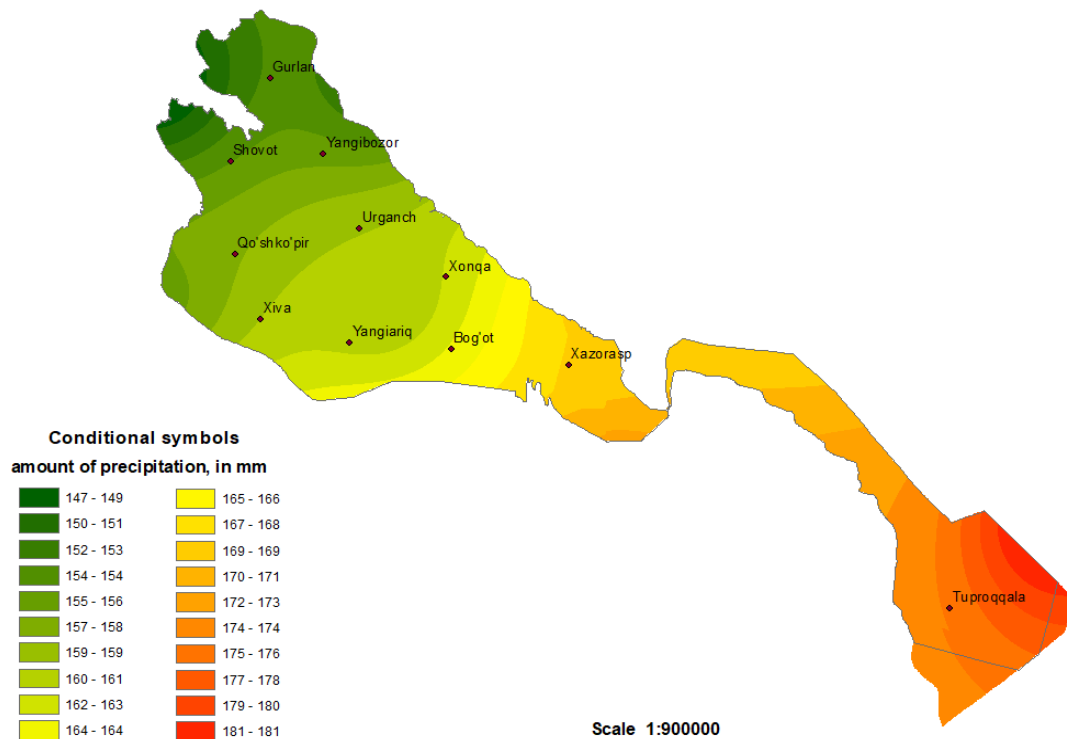 Gurlan
Shovot
Yangibozor
Urganch
Qo'shko'pir
Xonqa
Xiva
Yangiariq
Bog'ot
Xazorasp
Tuproqqala
Conditional symbols
amount of precipitation, in mm
147 - 149
150 - 151
152 - 153
154 - 154
155 - 156
157 - 158
159 - 159
160 - 161
162 - 163
164 - 164
165 - 166
167 - 168
169 - 169
170 - 171
172 - 173
174 - 174
175 - 176
177 - 178
179 - 180
181 - 181
Scale 1:900000